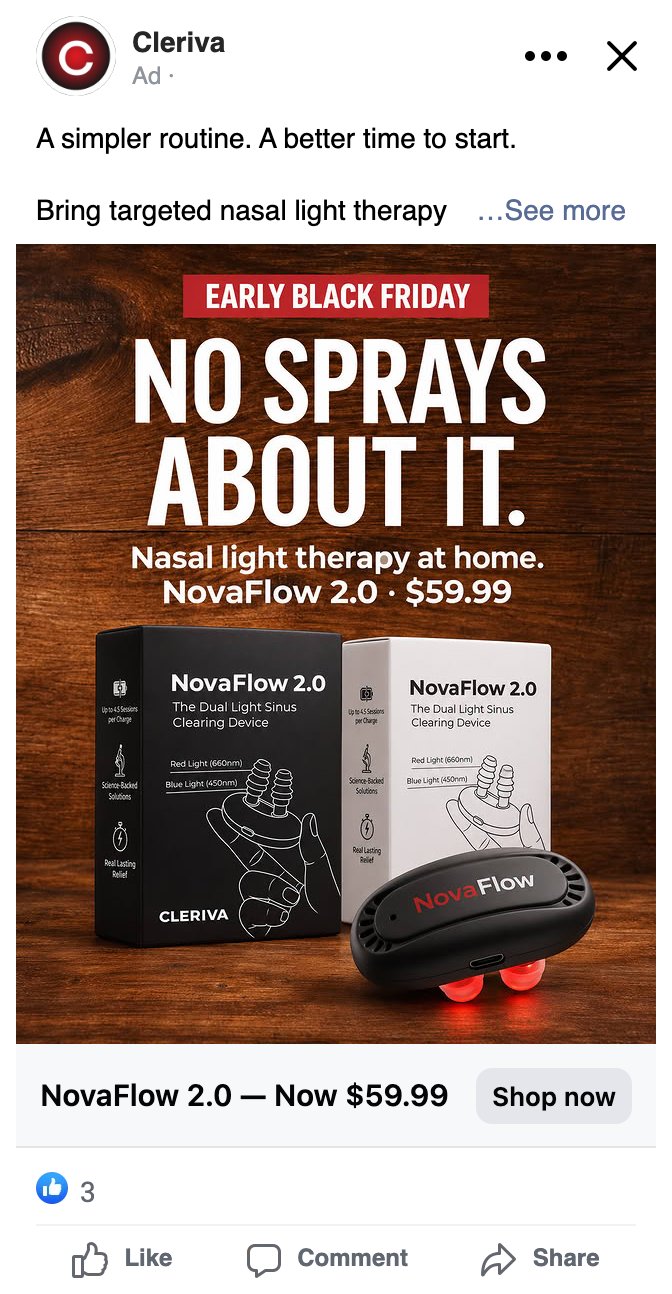 C
Cleriva
Ad ·
A simpler routine. A better time to start.
Bring targeted nasal light therapy ...See more
EARLY BLACK FRIDAY
NO SPRAYS
ABOUT IT.
Nasal light therapy at home.
NovaFlow 2.0 · $59.99
NovaFlow 2.0
The Dual Light Sinus
Clearing Device
Red Light (660nm)
Blue Light (450nm)
Up to 45 Sessions
per Charge
Science-Backed
Solutions
Real Lasting
Relief
CLERIVA
NovaFlow 2.0
The Dual Light Sinus
Clearing Device
Red Light (660nm)
Blue Light (450nm)
Up to 45 Sessions
per Charge
Science-Backed
Solutions
Real Lasting
Relief
NovaFlow
NovaFlow 2.0 — Now $59.99
Shop now
3
Like
Comment
Share